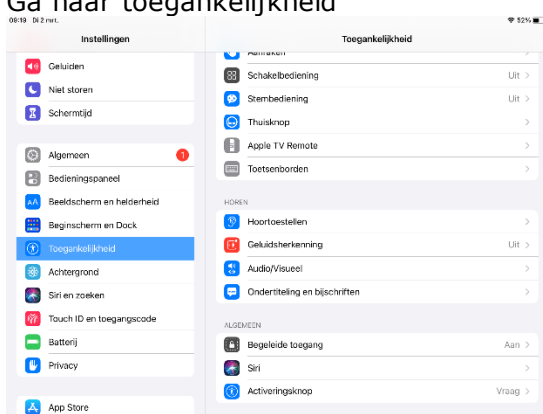 Ga naar toegankelijkheid
09:19 Di 2 mrt.
52%
Instellingen
Toegankelijkheid
Geluiden
Niet storen
Schermtijd
Algemeen 1
Bedieningspaneel
Beeldscherm en helderheid
Beginscherm en Dock
Toegankelijkheid
Achtergrond
Siri en zoeken
Touch ID en toegangscode
Batterij
Privacy
App Store
Aanraken
Schakelbediening Uit
Stembediening Uit
Thuisknop
Apple TV Remote
Toetsenborden
HOREN
Hoortoestellen
Geluidsherkenning Uit
Audio/Visueel
Ondertiteling en bijschriften
ALGEMEEN
Begeleide toegang Aan
Siri
Activeringsknop Vraag